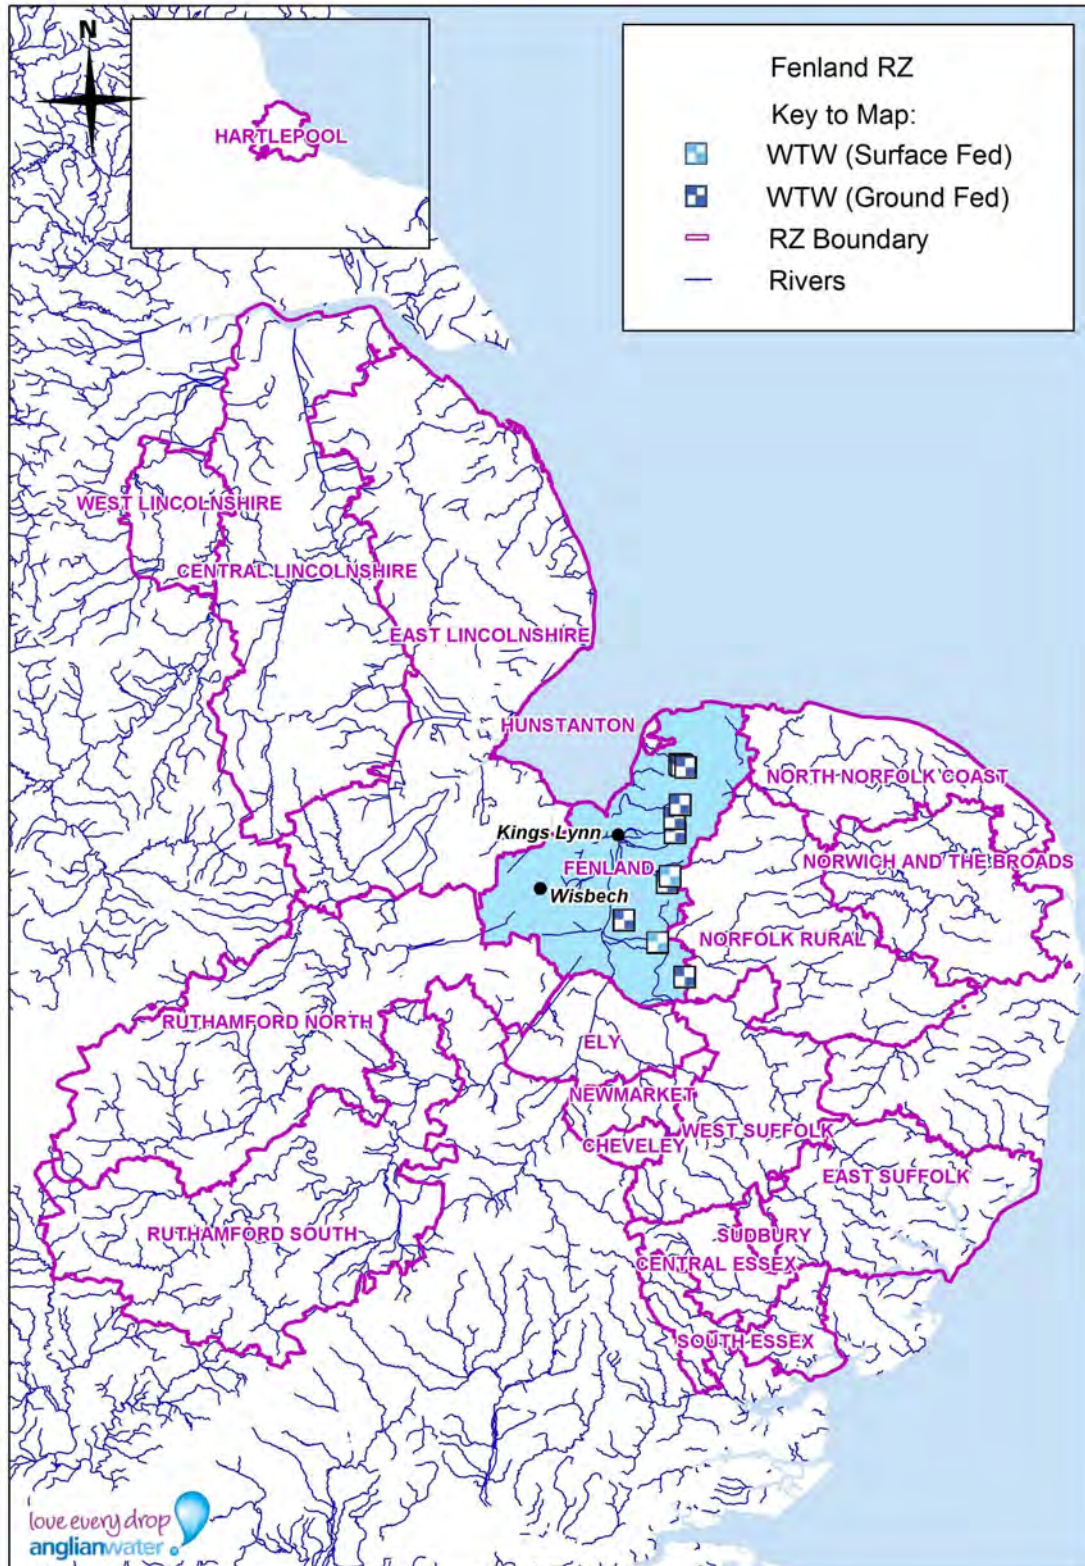 N
HARTLEPOOL
Fenland RZ
Key to Map:
WTW (Surface Fed)
WTW (Ground Fed)
RZ Boundary
Rivers
WEST LINCOLNSHIRE
CENTRAL LINCOLNSHIRE
EAST LINCOLNSHIRE
HUNSTANTON
NORTH NORFOLK COAST
Kings Lynn
FENLAND
NORWICH AND THE BROADS
Wisbech
NORFOLK RURAL
RUTHAMFORD NORTH
ELY
NEWMARKET
WEST SUFFOLK
CHEVELEY
EAST SUFFOLK
RUTHAMFORD SOUTH
SUDBURY
CENTRAL ESSEX
SOUTH ESSEX
love every drop
anglianwater